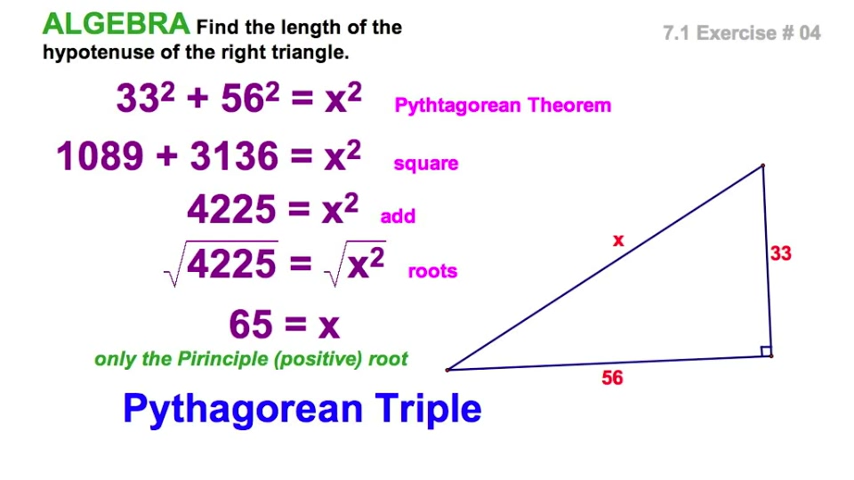 ALGEBRA Find the length of the
hypotenuse of the right triangle.
7.1 Exercise # 04
33² + 56² = x² Pythtagorean Theorem
1089 + 3136 = x² square
4225 = x² add
√4225 = √x² roots
65 = x
only the Pirinciple (positive) root
Pythagorean Triple
x
33
56